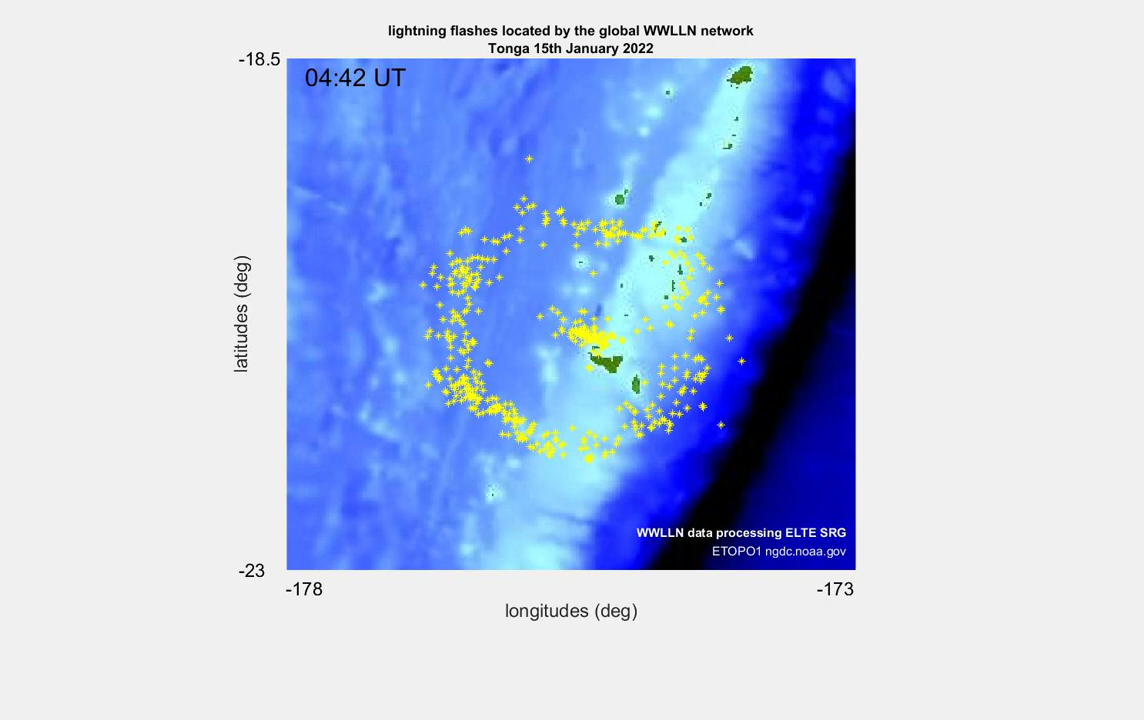 lightning flashes located by the global WWLLN network
Tonga 15th January 2022
-18.5
04:42 UT
latitudes (deg)
WWLLN data processing ELTE SRG
ETOPO1 ngdc.noaa.gov
-23
-178
-173
longitudes (deg)